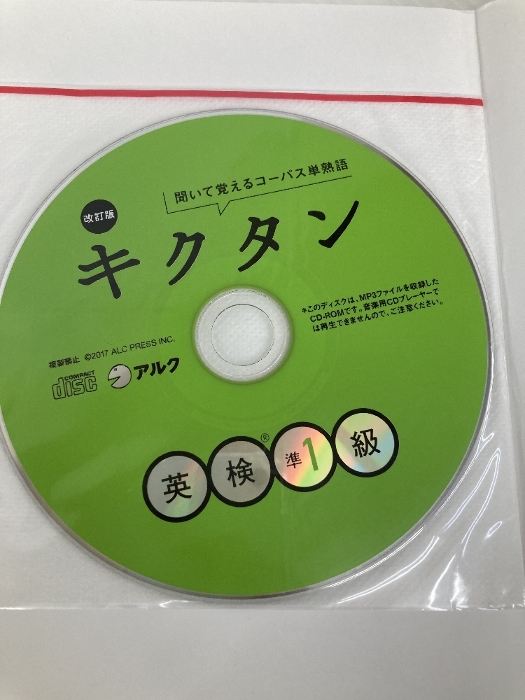 聞いて覚えるコーパス単熟語
改訂版
キクタン
*このディスクは、MP3ファイルを収録した
CD-ROMです。音楽用CDプレーヤーで
は再生できませんので、ご注意ください。
複製禁止 ©2017 ALC PRESS INC.
COMPACT
disc
アルク
英検®準1級